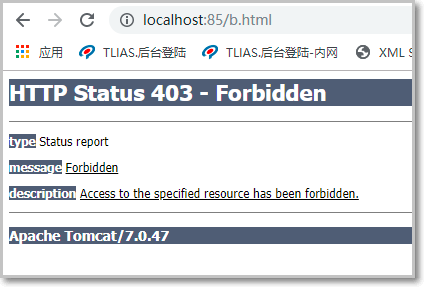 localhost:85/b.html
应用 TLIAS.后台登陆 TLIAS.后台登陆-内网 XML S
HTTP Status 403 - Forbidden
type Status report
message Forbidden
description Access to the specified resource has been forbidden.
Apache Tomcat/7.0.47